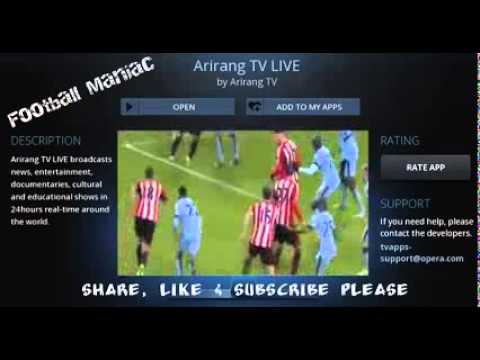 Football Maniac
Arirang TV LIVE
by Arirang TV
OPEN
ADD TO MY APPS
DESCRIPTION
Arirang TV LIVE broadcasts
news, entertainment,
documentaries, cultural
and educational shows in
24hours real-time around
the world.
RATING
RATE APP
SUPPORT
If you need help, please
contact the developers.
tvapps-
support@opera.com
SHARE, LIKE & SUBSCRIBE PLEASE